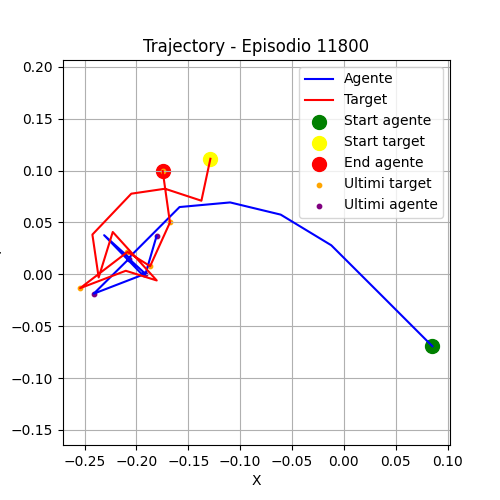 Trajectory - Episodio 11800
Agente
Target
Start agente
Start target
End agente
Ultimi target
Ultimi agente
0.20
0.15
0.10
0.05
0.00
−0.05
−0.10
−0.15
−0.25 −0.20 −0.15 −0.10 −0.05 0.00 0.05 0.10
X